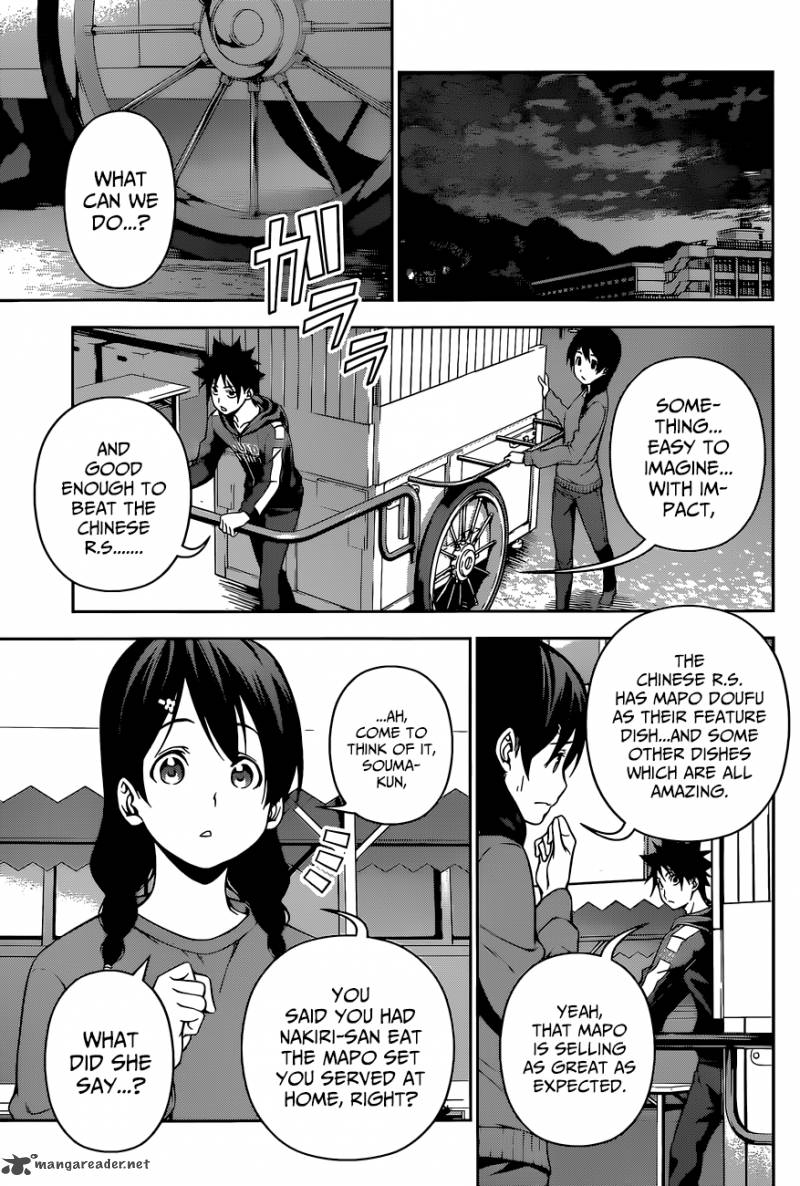 WHAT
CAN WE
DO...?
ガラガラ
SOME-
THING...
EASY TO
IMAGINE...
WITH IM-
PACT,
AND
GOOD
ENOUGH TO
BEAT THE
CHINESE
R.S.......
THE
CHINESE R.S.
HAS MAPO DOUFU
AS THEIR FEATURE
DISH...AND SOME
OTHER DISHES
WHICH ARE ALL
AMAZING.
YEAH,
THAT MAPO
IS SELLING
AS GREAT AS
EXPECTED.
...AH,
COME TO
THINK OF IT,
SOUMA-
KUN,
YOU
SAID YOU HAD
NAKIRI-SAN EAT
THE MAPO SET
YOU SERVED AT
HOME, RIGHT?
WHAT
DID SHE
SAY...?
mangareader.net